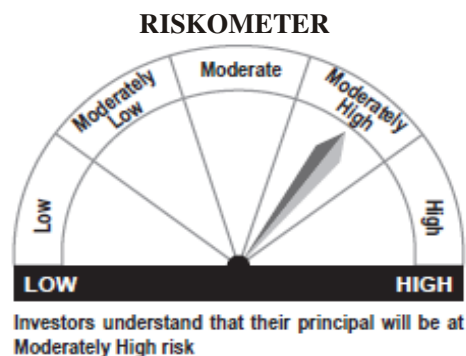 RISKOMETER
Moderate
Moderately
Low
Moderately
High
Low
High
LOW HIGH
Investors understand that their principal will be at
Moderately High risk